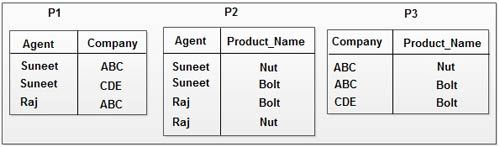 P1 P2 P3
Agent Company
Suneet ABC
Suneet CDE
Raj ABC
Agent Product_Name
Suneet Nut
Suneet Bolt
Raj Bolt
Raj Nut
Company Product_Name
ABC Nut
ABC Bolt
CDE Bolt